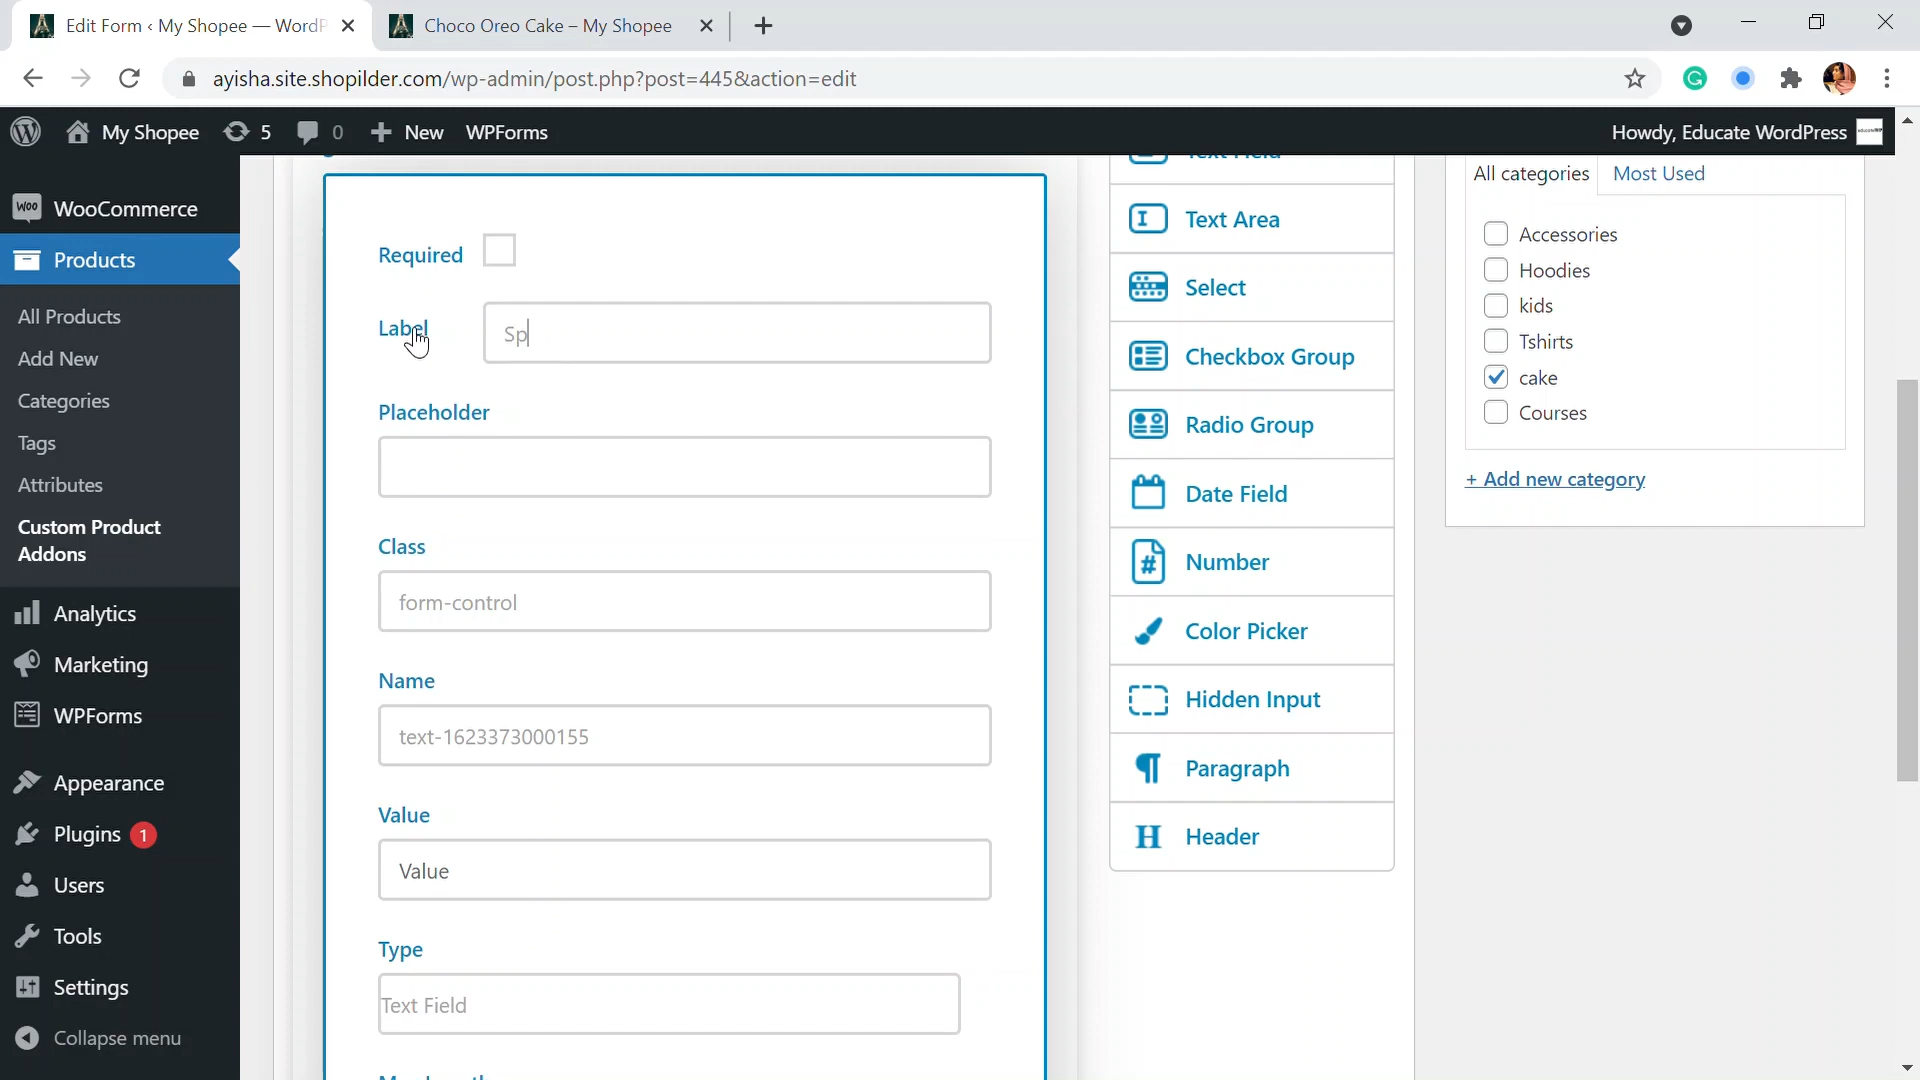 Edit Form ‹ My Shopee — WordP
Choco Oreo Cake – My Shopee
ayisha.site.shopilder.com/wp-admin/post.php?post=445&action=edit
My Shopee 5 0 New WPForms
Howdy, Educate WordPress
WooCommerce
Products
All Products
Add New
Categories
Tags
Attributes
Custom Product
Addons
Analytics
Marketing
WPForms
Appearance
Plugins 1
Users
Tools
Settings
Collapse menu
Required
Label
Sp
Placeholder
Class
form-control
Name
text-1623373000155
Value
Value
Type
Text Field
Text Field
Text Area
Select
Checkbox Group
Radio Group
Date Field
Number
Color Picker
Hidden Input
Paragraph
Header
All categories Most Used
Accessories
Hoodies
kids
Tshirts
cake
Courses
+ Add new category